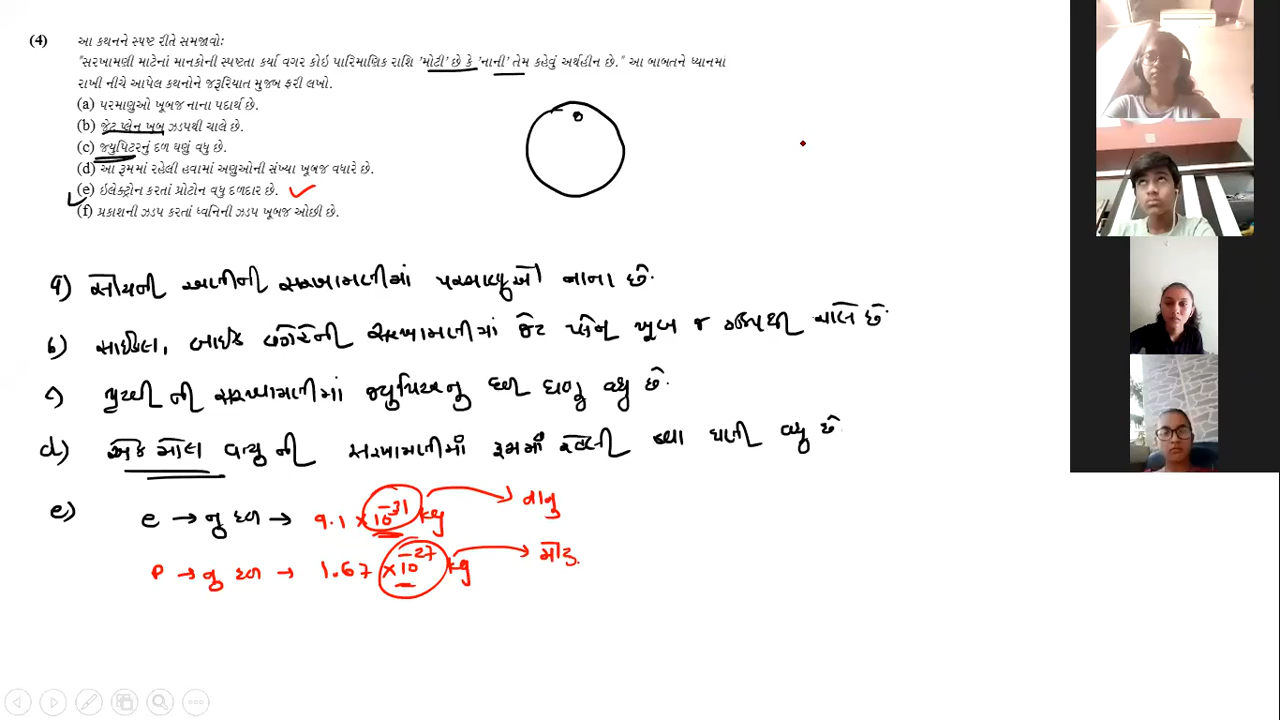 (4) આ કથનને સ્પષ્ટ રીતે સમજાવો:
"સરખામણી માટેનાં માનકોની સ્પષ્ટતા કર્યા વગર કોઈ પારિમાણિક રાશિ 'મોટી' છે કે 'નાની' તેમ કહેવું અર્થહીન છે." આ બાબતને ધ્યાનમાં
રાખી નીચે આપેલ કથનોને જરૂરિયાત મુજબ ફરી લખો.
(a) પરમાણુઓ ખૂબજ નાના પદાર્થ છે.
(b) જેટ પ્લેન ખૂબ ઝડપથી ચાલે છે.
(c) જ્યુપિટરનું દળ ઘણું વધુ છે.
(d) આ રૂમમાં રહેલી હવામાં અણુઓની સંખ્યા ખૂબજ વધારે છે.
(e) ઇલેક્ટ્રોન કરતાં પ્રોટોન વધુ દળદાર છે.
(f) પ્રકાશની ઝડપ કરતાં ધ્વનિની ઝડપ ખૂબજ ઓછી છે.
a) સોયની અણીની સરખામણીમાં પરમાણુઓ નાના છે.
b) સાઈકલ, બાઈક વગેરેની સરખામણીમાં જેટ પ્લેન ખૂબ જ ઝડપથી ચાલે છે.
c) પૃથ્વી ની સરખામણીમાં જ્યુપિટરનુ દળ ઘણુ વધુ છે.
d) એક મોલ વાયુ ની સરખામણીમાં રૂમમાં રહેલી હવા ઘણી વધુ છે.
e) e → નુ દળ → 9.1 × 10⁻³¹ kg → નાનુ
P → નુ દળ → 1.67 × 10⁻²⁷ kg → મોટુ.